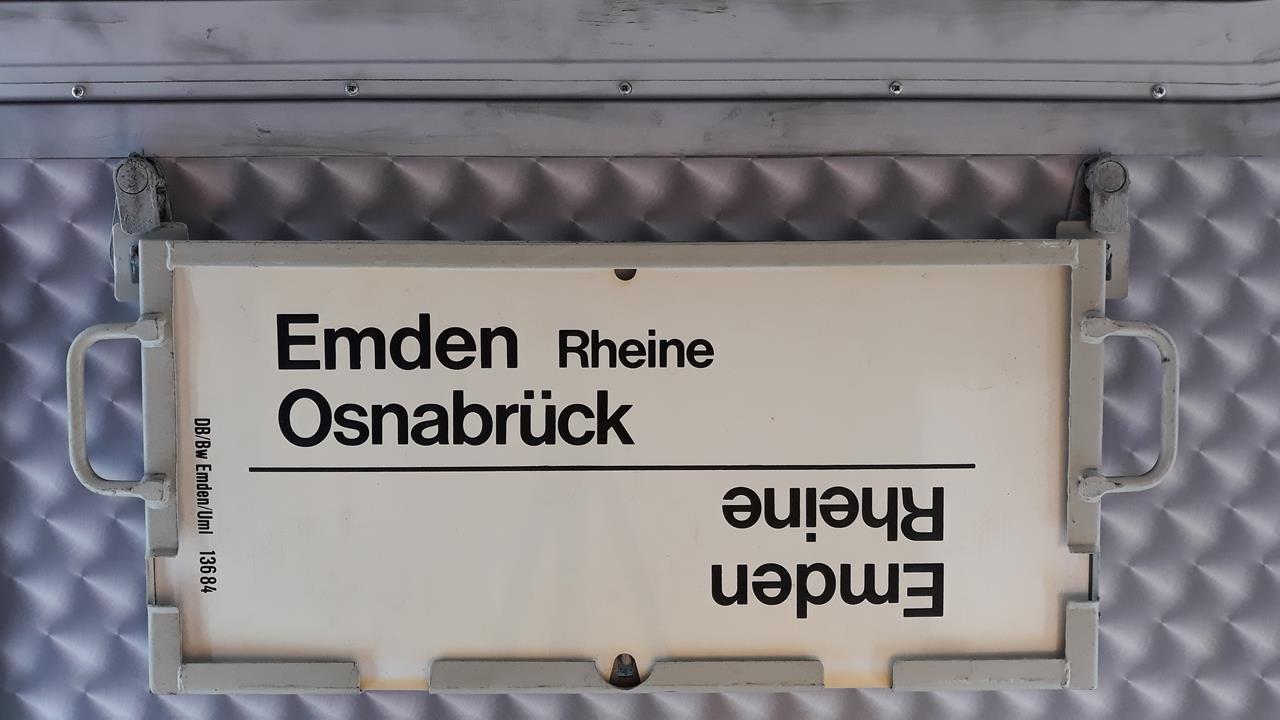 Emden Rheine
Osnabrück
Emden
Rheine
DB/Bw Emden/Uml 13684